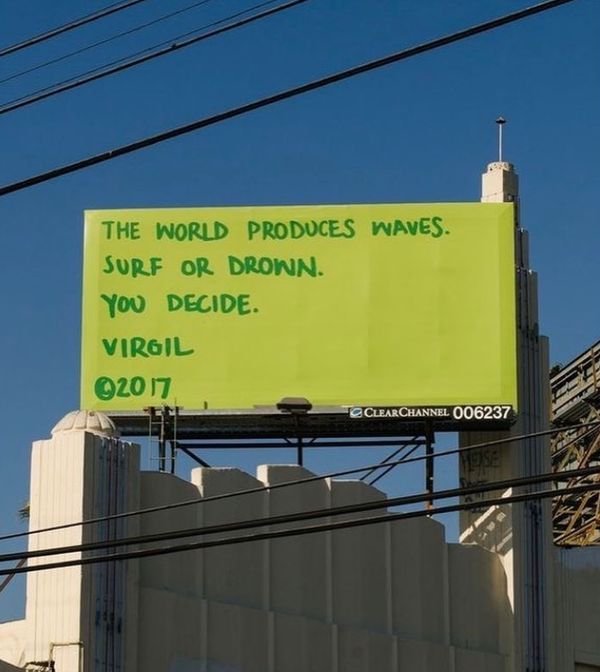 THE WORLD PRODUCES WAVES.
SURF OR DROWN.
YOU DECIDE.
VIRGIL
©2017
CLEARCHANNEL 006237